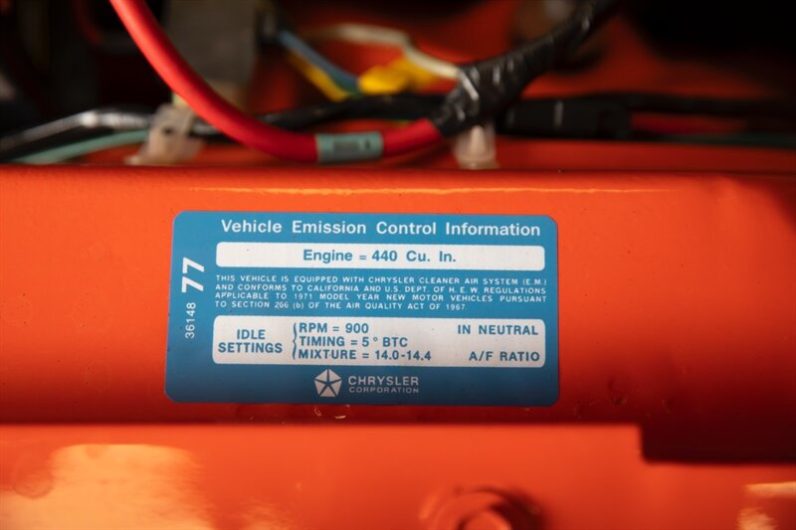 Vehicle Emission Control Information
Engine = 440 Cu. In.
THIS VEHICLE IS EQUIPPED WITH CHRYSLER CLEANER AIR SYSTEM (E.M.)
AND CONFORMS TO CALIFORNIA AND U.S. DEPT. OF H.E.W. REGULATIONS
APPLICABLE TO 1971 MODEL YEAR NEW MOTOR VEHICLES PURSUANT
TO SECTION 206 (b) OF THE AIR QUALITY ACT OF 1967.
36148 77
IDLE SETTINGS
RPM = 900 IN NEUTRAL
TIMING = 5° BTC
MIXTURE = 14.0-14.4 A/F RATIO
CHRYSLER
CORPORATION